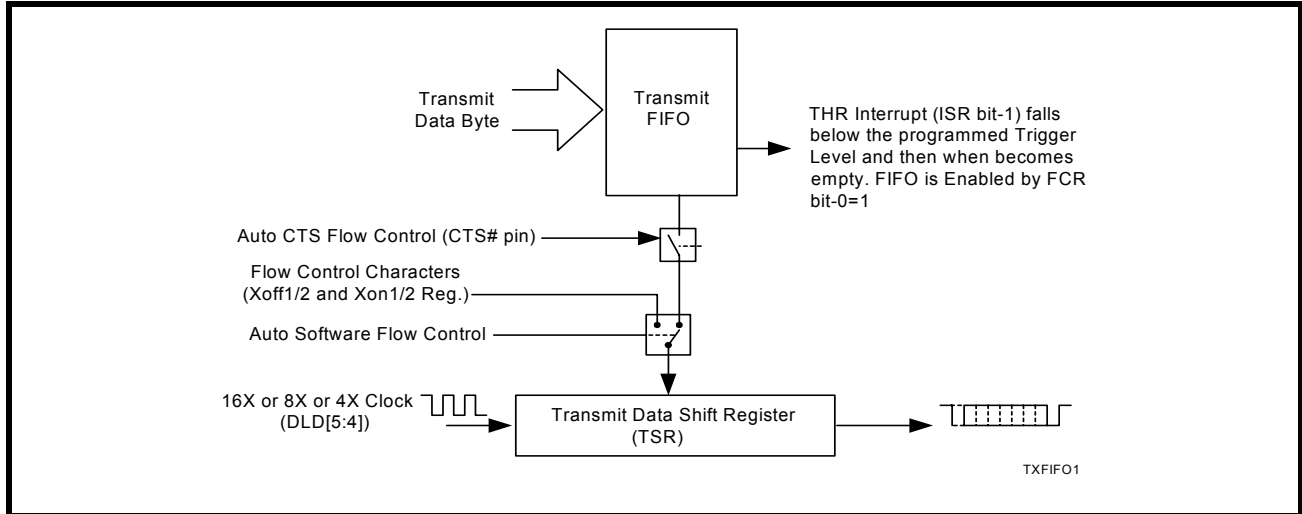 Transmit
Data Byte
Transmit
FIFO
THR Interrupt (ISR bit-1) falls
below the programmed Trigger
Level and then when becomes
empty. FIFO is Enabled by FCR
bit-0=1
Auto CTS Flow Control (CTS# pin)
Flow Control Characters
(Xoff1/2 and Xon1/2 Reg.)
Auto Software Flow Control
16X or 8X or 4X Clock
(DLD[5:4])
Transmit Data Shift Register
(TSR)
TXFIFO1